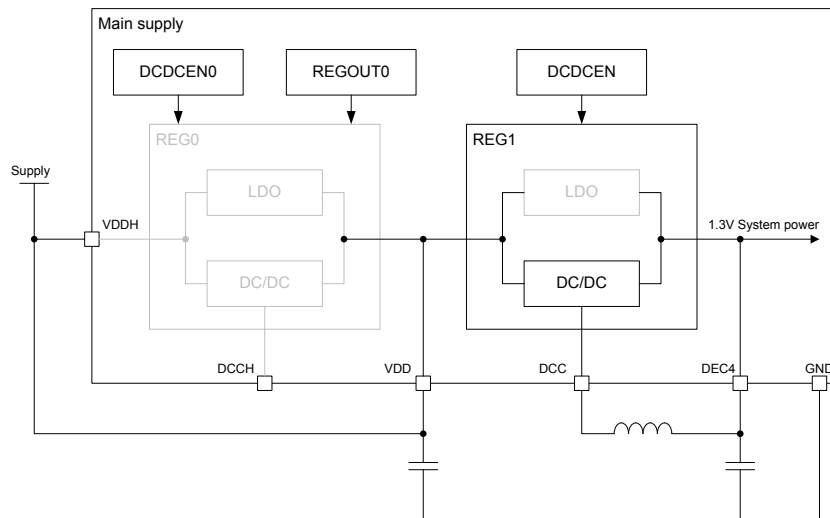 Main supply
DCDCEN0
REGOUT0
DCDCEN
REG0
REG1
Supply
LDO
LDO
VDDH
1.3V System power
DC/DC
DC/DC
DCCH
VDD
DCC
DEC4
GND